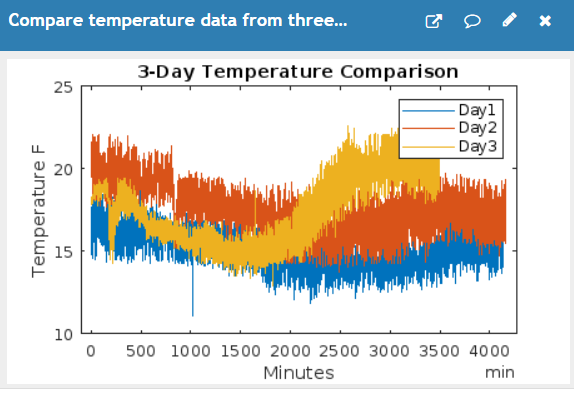 Compare temperature data from three...
3-Day Temperature Comparison
Day1
Day2
Day3
Temperature F
25
20
15
10
0 500 1000 1500 2000 2500 3000 3500 4000
Minutes
min